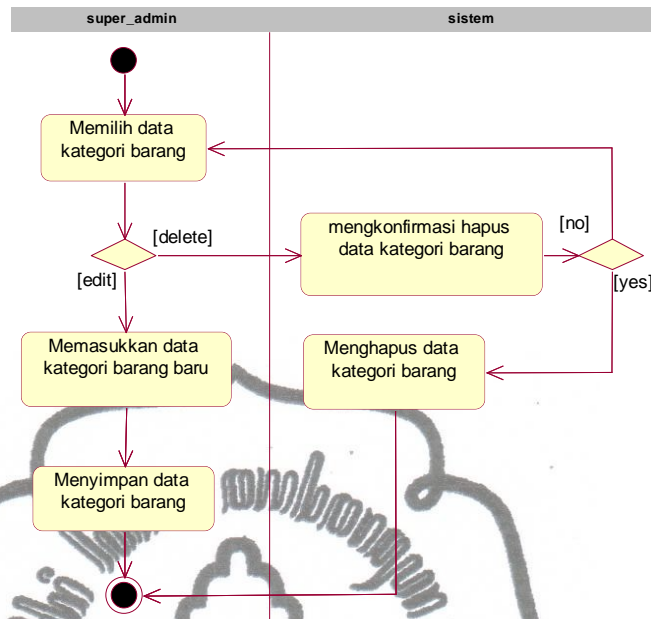 super_admin
sistem
Memilih data
kategori barang
[delete]
mengkonfirmasi hapus
data kategori barang
[no]
[edit]
[yes]
Memasukkan data
kategori barang baru
Menghapus data
kategori barang
Menyimpan data
kategori barang